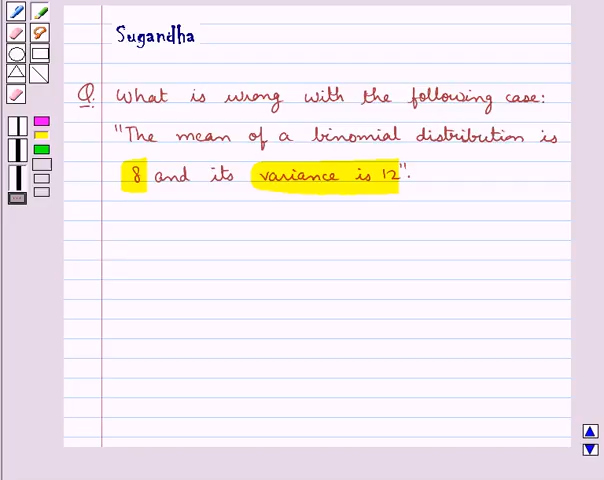 Sugandha
Q. What is wrong with the following case:
"The mean of a binomial distribution is
8 and its variance is 12".